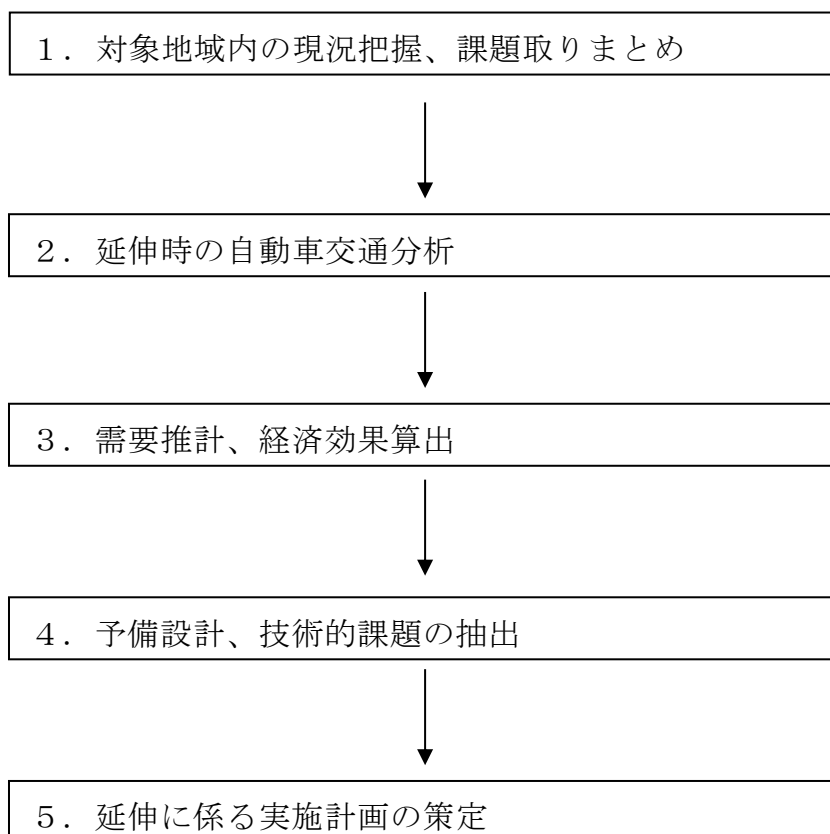 １．対象地域内の現況把握、課題取りまとめ
２．延伸時の自動車交通分析
３．需要推計、経済効果算出
４．予備設計、技術的課題の抽出
５．延伸に係る実施計画の策定